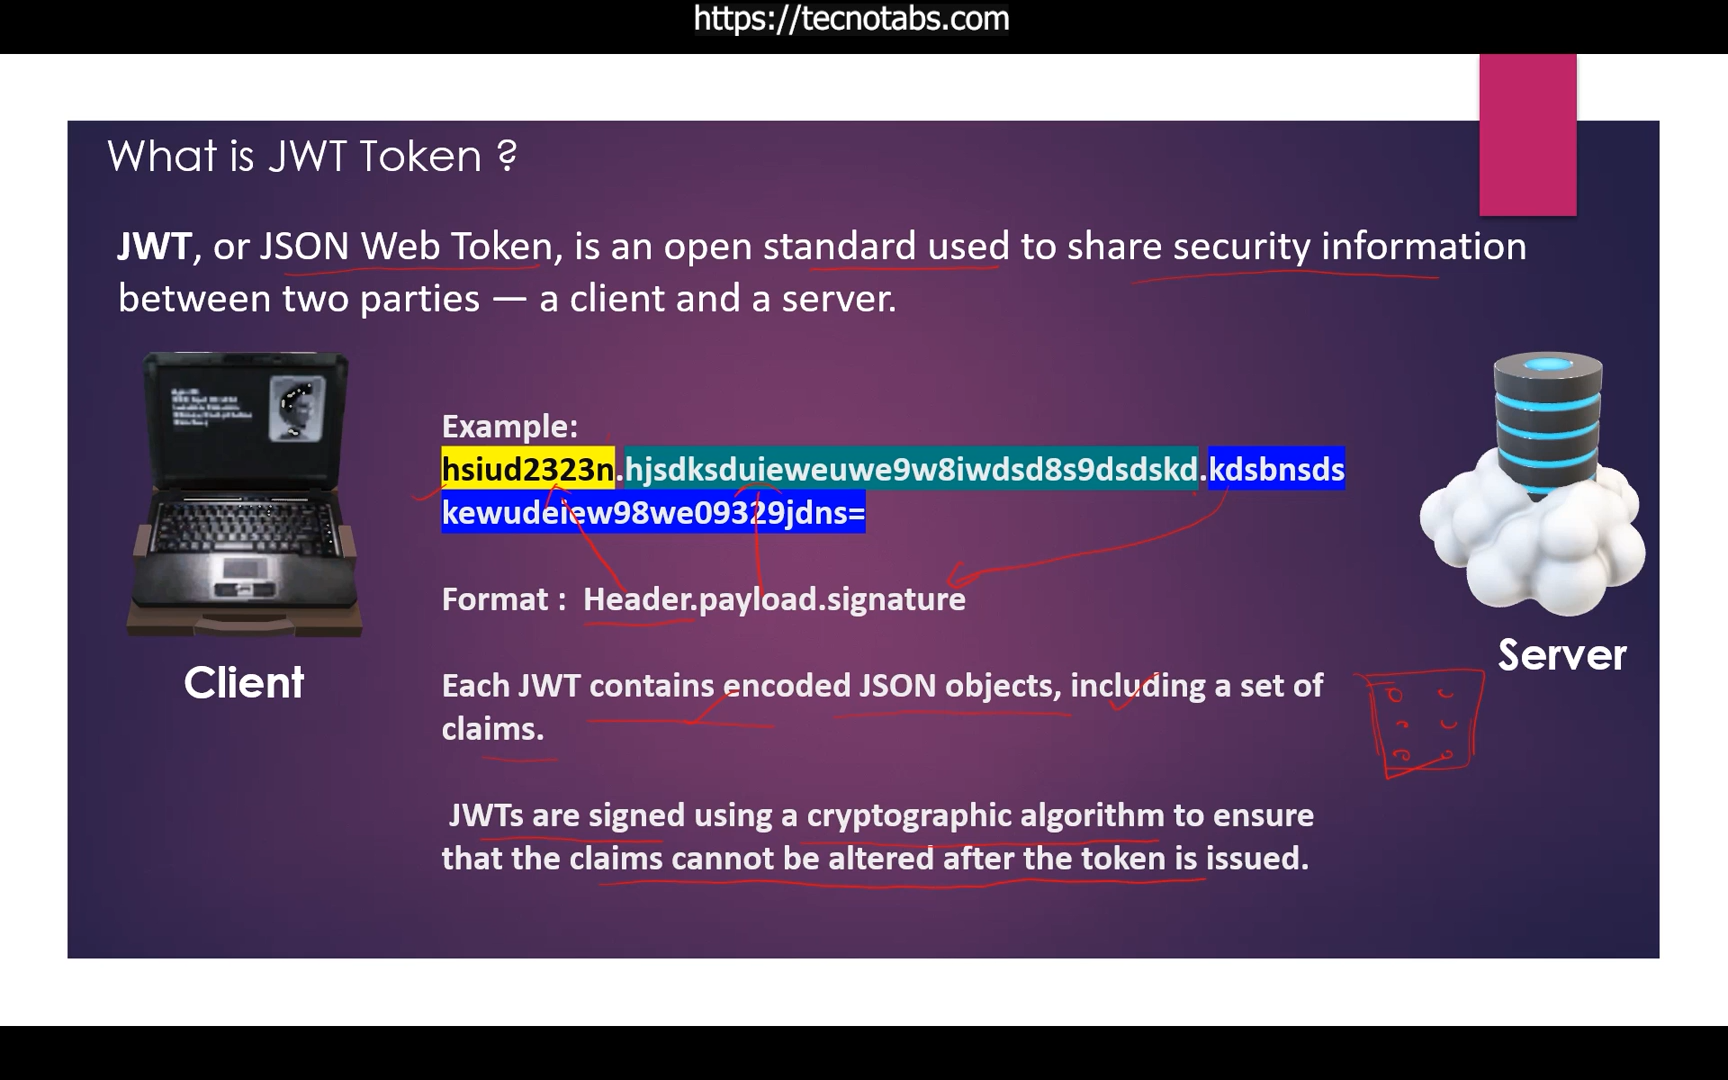 https://tecnotabs.com
What is JWT Token ?
JWT, or JSON Web Token, is an open standard used to share security information
between two parties — a client and a server.
Example:
hsiud2323n.hjsdksduieweuwe9w8iwdsd8s9dsdskd.kdsbnsds
kewudeiew98we09329jdns=
Format :  Header.payload.signature
Client
Server
Each JWT contains encoded JSON objects, including a set of
claims.
JWTs are signed using a cryptographic algorithm to ensure
that the claims cannot be altered after the token is issued.